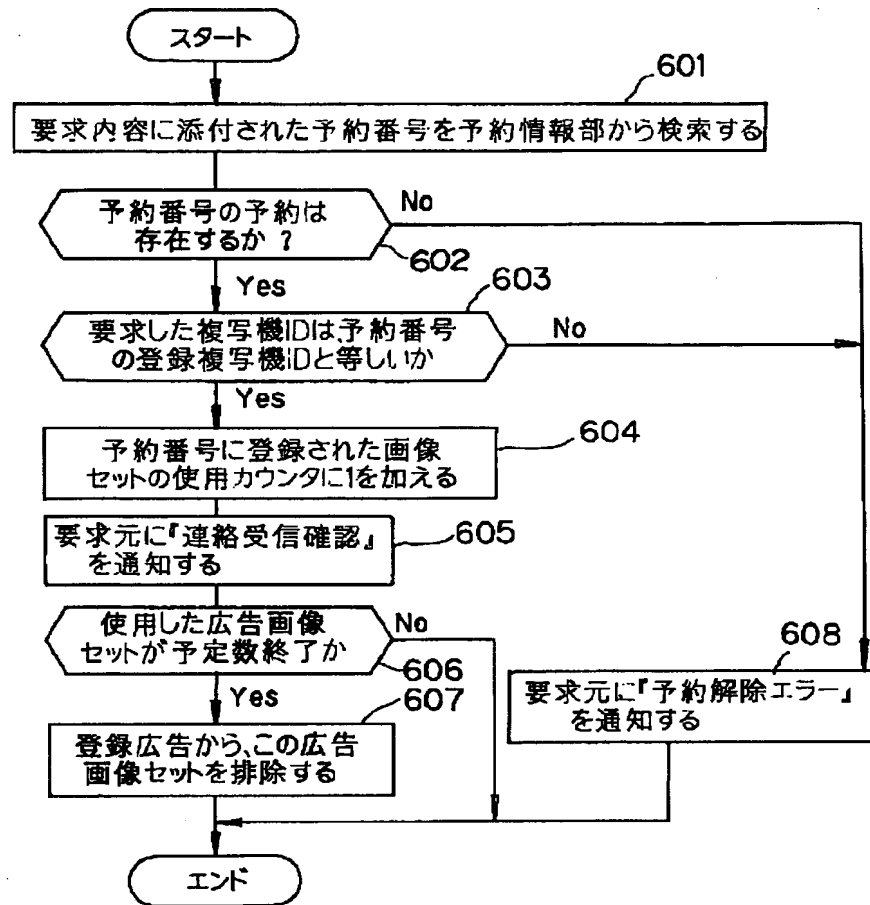 スタート
601
要求内容に添付された予約番号を予約情報部から検索する
予約番号の予約は
存在するか?
No
602
Yes
603
要求した複写機IDは、予約番号
の登録複写機IDと等しいか
No
Yes
604
予約番号に登録された画像
セットの使用カウンタに1を加える
要求元に『連絡受信確認』
を通知する
605
使用した広告画像
セットが予定数終了か
No
606
Yes
607
登録広告から、この広告
画像セットを排除する
608
要求元に『予約解除エラー』
を通知する
エンド